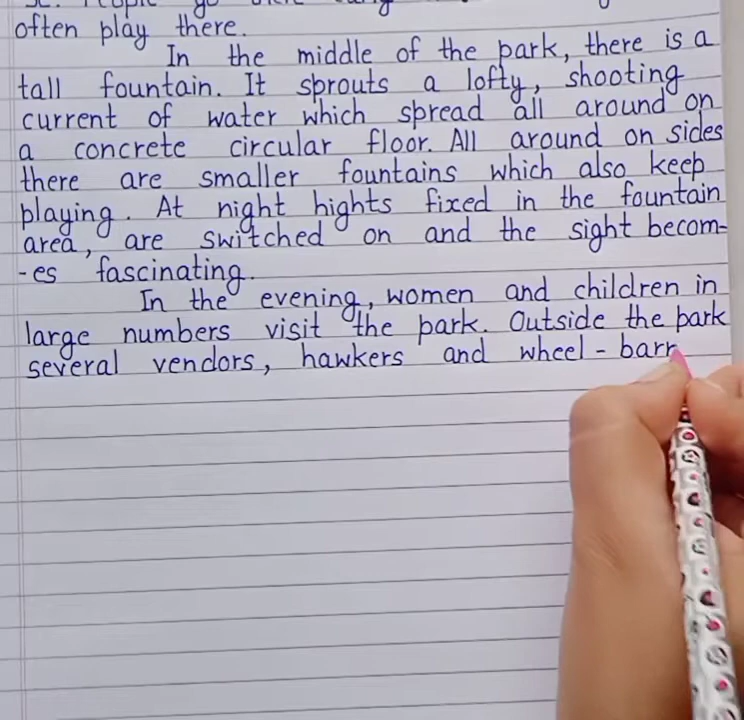 often play there.
In the middle of the park, there is a
tall fountain. It sprouts a lofty, shooting
current of water which spread all around on
a concrete circular floor. All around on sides
there are smaller fountains which also keep
playing. At night hights fixed in the fountain
area, are switched on and the sight becom-
-es fascinating.
In the evening, women and children in
large numbers visit the park. Outside the park
several vendors, hawkers and wheel - barr